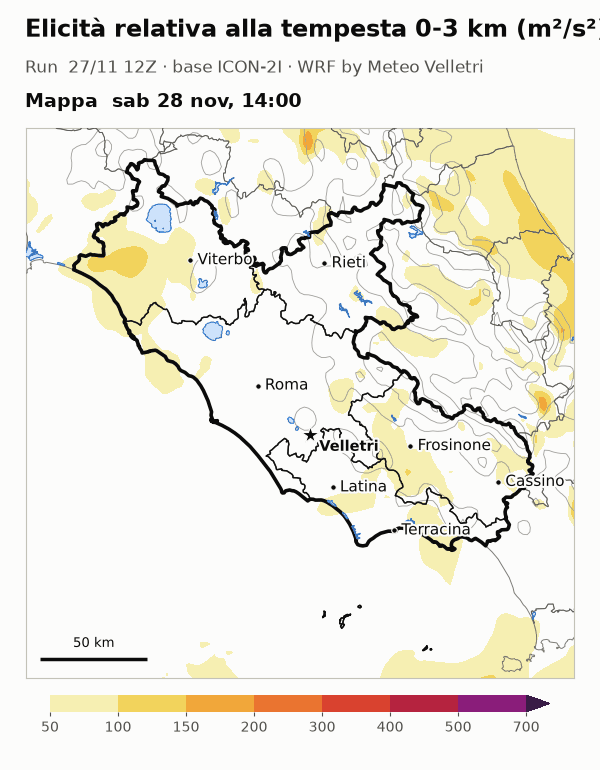 Elicità relativa alla tempesta 0-3 km (m²/s²)
Run 27/11 12Z · base ICON-2I · WRF by Meteo Velletri
Mappa sab 28 nov, 14:00
Viterbo
Rieti
Roma
Velletri
Frosinone
Cassino
Latina
Terracina
50 km
50 100 150 200 300 400 500 700